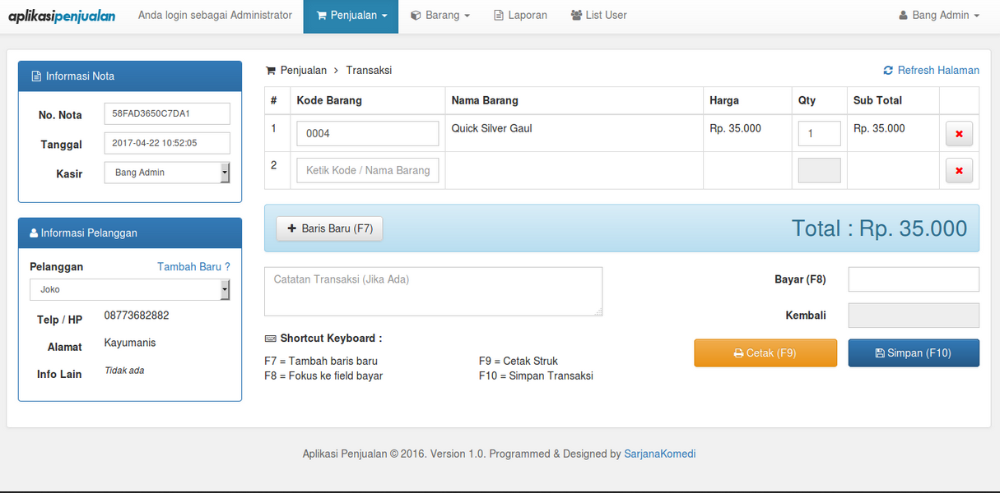 aplikasipenjualan Anda login sebagai Administrator Penjualan Barang Laporan List User Bang Admin
Informasi Nota
No. Nota 58FAD3650C7DA1
Tanggal 2017-04-22 10:52:05
Kasir Bang Admin
Informasi Pelanggan
Pelanggan Tambah Baru ?
Joko
Telp / HP 08773682882
Alamat Kayumanis
Info Lain Tidak ada
Penjualan > Transaksi Refresh Halaman
# Kode Barang Nama Barang Harga Qty Sub Total
1 0004 Quick Silver Gaul Rp. 35.000 1 Rp. 35.000
2 Ketik Kode / Nama Barang
Baris Baru (F7) Total : Rp. 35.000
Catatan Transaksi (Jika Ada) Bayar (F8)
Kembali
Shortcut Keyboard :
F7 = Tambah baris baru F9 = Cetak Struk
F8 = Fokus ke field bayar F10 = Simpan Transaksi
Cetak (F9) Simpan (F10)
Aplikasi Penjualan © 2016. Version 1.0. Programmed & Designed by SarjanaKomedi